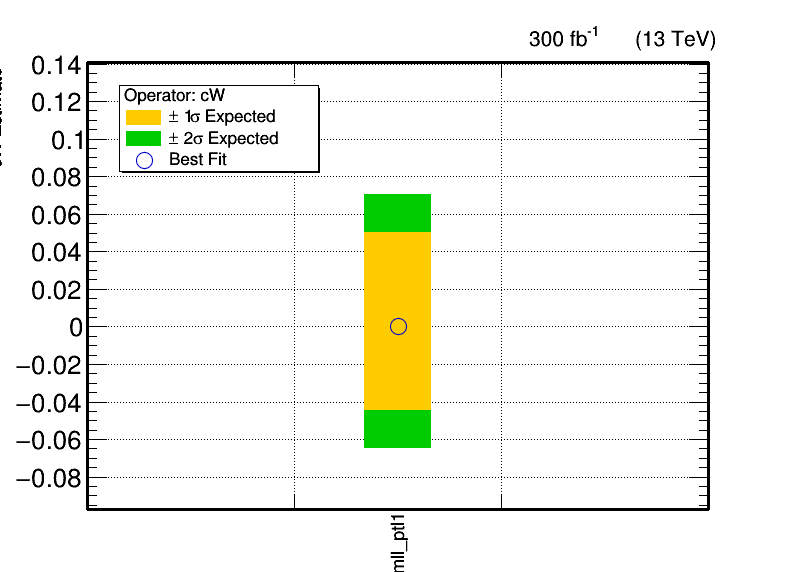 300 fb-1 (13 TeV)
0.14
0.12
0.1
0.08
0.06
0.04
0.02
0
−0.02
−0.04
−0.06
−0.08
Operator: cW
± 1σ Expected
± 2σ Expected
Best Fit
mll_ptl1